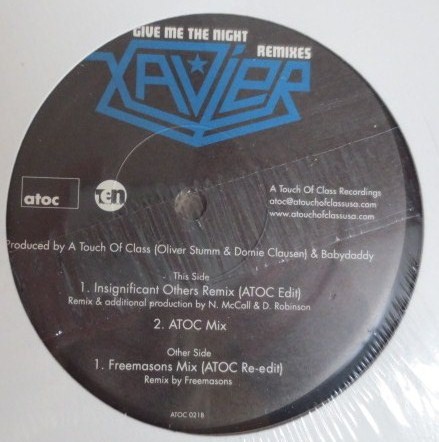 GIVE ME THE NIGHT
REMIXES
XAVIER
atoc
TEN
A Touch Of Class Recordings
atoc@atouchofclassusa.com
www.atouchofclassusa.com
Produced by A Touch Of Class (Oliver Stumm & Domie Clausen) & Babydaddy
This Side
1. Insignificant Others Remix (ATOC Edit)
Remix & additional production by N. McCall & D. Robinson
2. ATOC Mix
Other Side
1. Freemasons Mix (ATOC Re-edit)
Remix by Freemasons
ATOC 021R